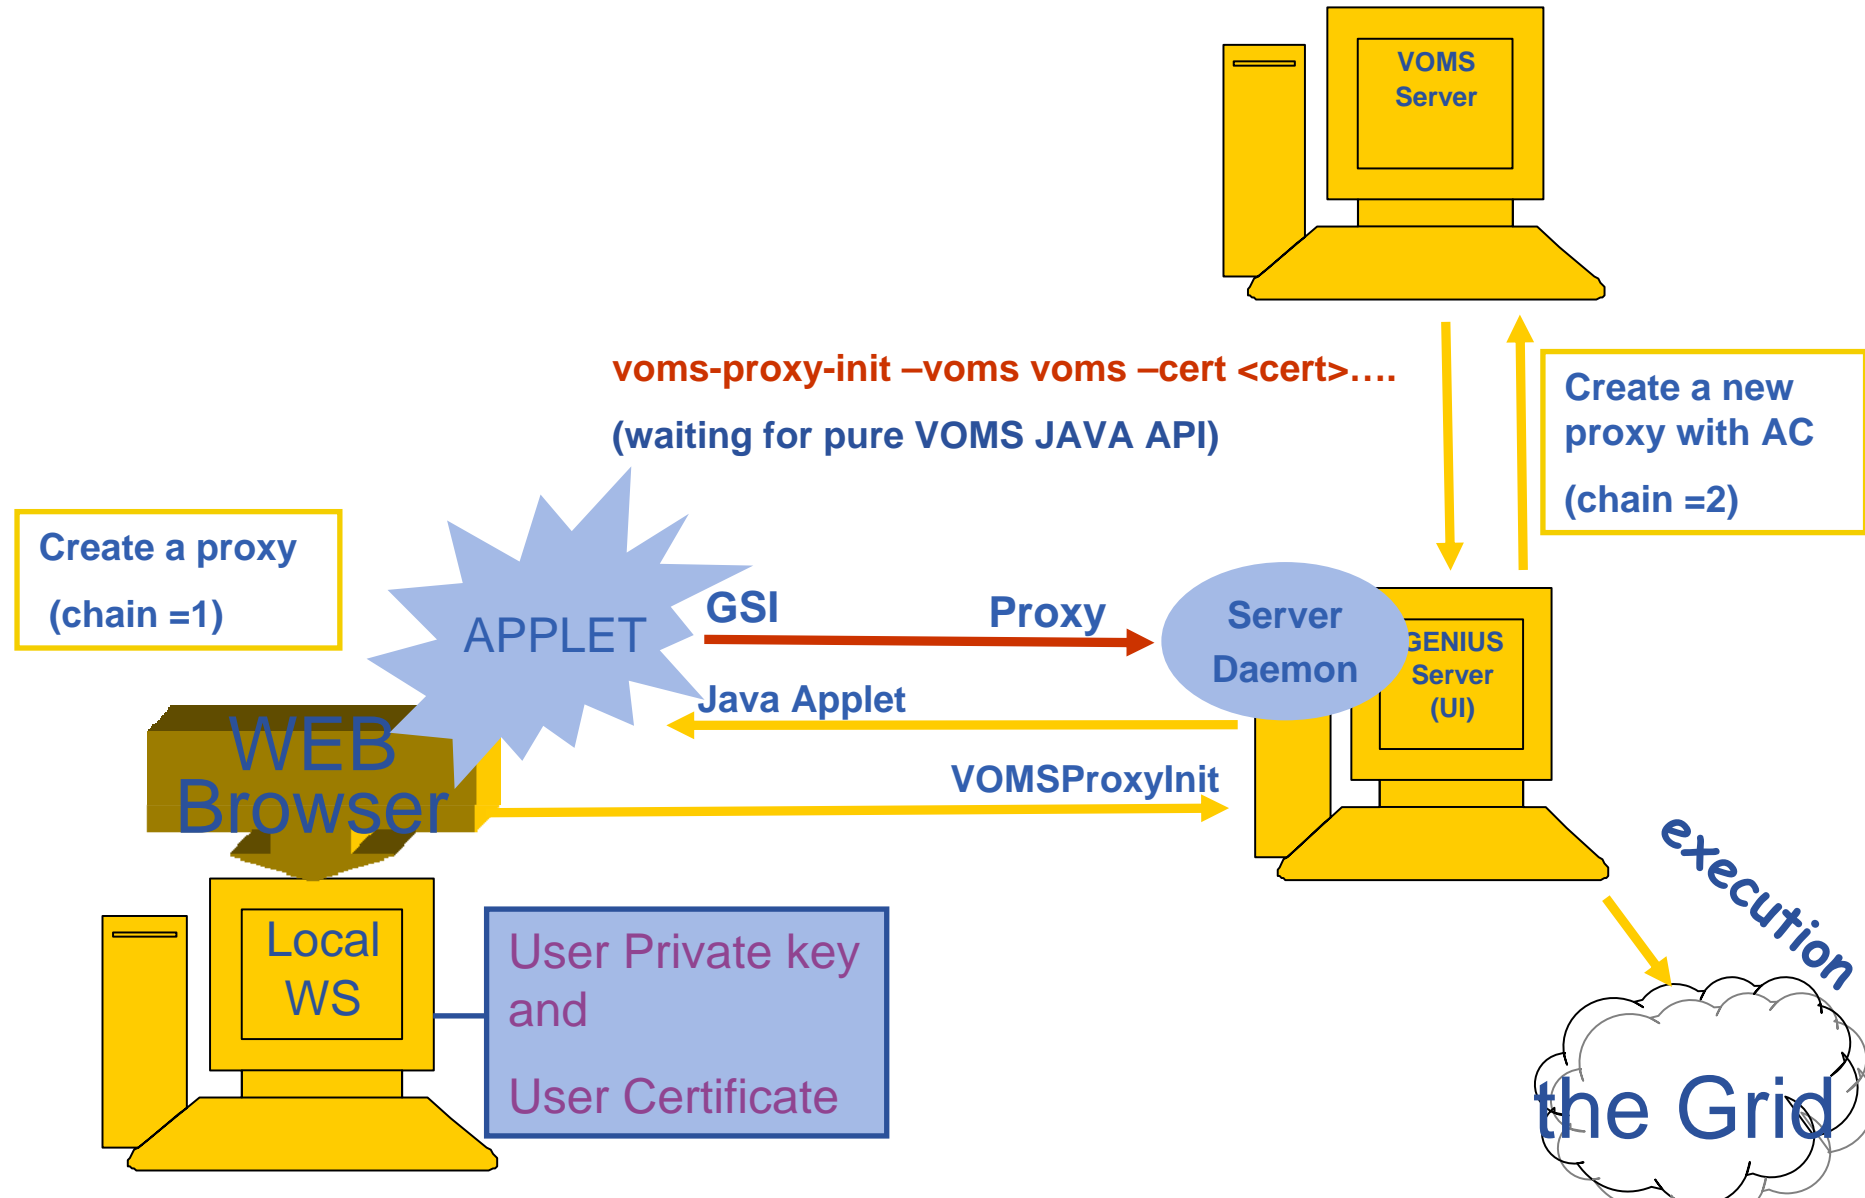 VOMS
Server
voms-proxy-init –voms voms –cert <cert>….
(waiting for pure VOMS JAVA API)
Create a new
proxy with AC
(chain =2)
Create a proxy
(chain =1)
APPLET
GSI
Proxy
Server
Daemon
GENIUS
Server
(UI)
Java Applet
WEB
Browser
VOMSProxyInit
execution
Local
WS
User Private key
and
User Certificate
the Grid